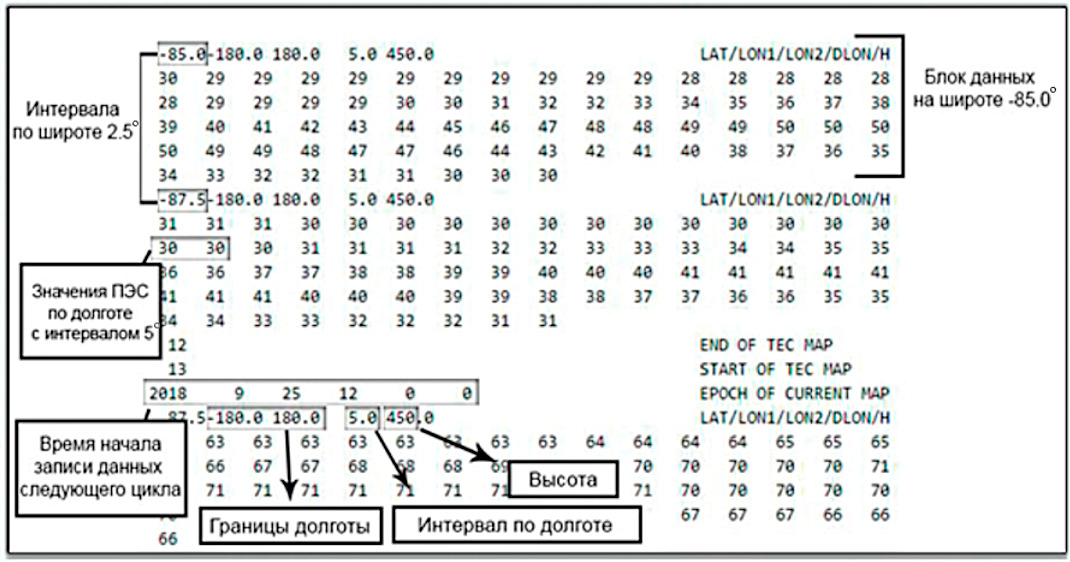 -85.0-180.0 180.0 5.0 450.0 LAT/LON1/LON2/DLON/H
30 29 29 29 29 29 29 29 29 29 29 28 28 28 28 28
28 29 29 29 29 30 30 31 32 32 33 34 35 36 37 38
39 40 41 42 43 44 45 46 47 48 48 49 49 50 50 50
50 49 49 48 47 47 46 44 43 42 41 40 38 37 36 35
34 33 32 32 31 31 30 30 30
Интервала
по широте 2.5°
Блок данных
на широте -85.0°
-87.5-180.0 180.0 5.0 450.0 LAT/LON1/LON2/DLON/H
31 31 31 30 30 30 30 30 30 30 30 30 30 30 30 30
30 30 30 31 31 31 31 32 32 33 33 33 34 34 35 35
36 36 37 37 38 38 39 39 40 40 40 41 41 41 41 41
41 41 41 40 40 40 39 39 38 38 37 37 36 36 35 35
34 34 33 33 32 32 32 31 31
Значения ПЭС
по долготе
с интервалом 5°
12 END OF TEC MAP
13 START OF TEC MAP
2018 9 25 12 0 0 EPOCH OF CURRENT MAP
87.5-180.0 180.0 5.0 450.0 LAT/LON1/LON2/DLON/H
63 63 63 63 63 63 63 63 64 64 64 64 65 65 65
66 67 67 68 68 68 69 70 70 70 70 70 71
71 71 71 71 71 71 71 71 70 70 70 70 70
67 67 67 66 66
66
Время начала
записи данных
следующего цикла
Высота
Границы долготы
Интервал по долготе